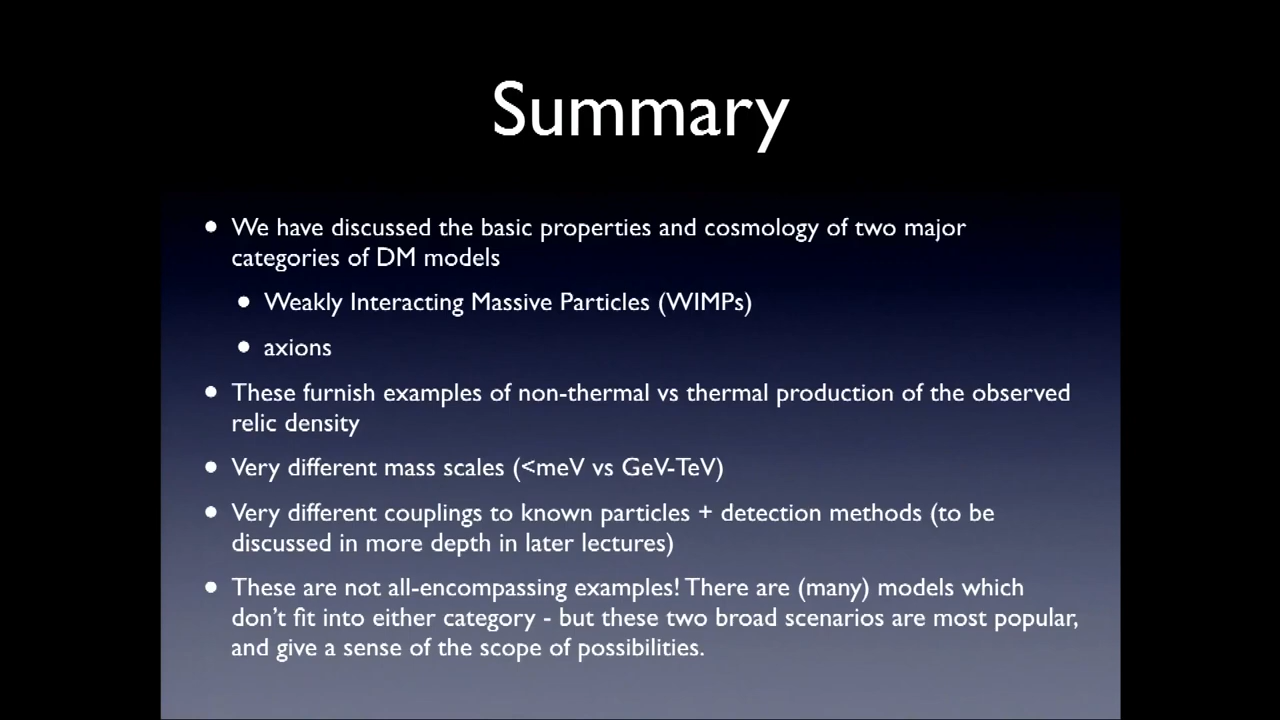 Summary
• We have discussed the basic properties and cosmology of two major
categories of DM models
• Weakly Interacting Massive Particles (WIMPs)
• axions
• These furnish examples of non-thermal vs thermal production of the observed
relic density
• Very different mass scales (<meV vs GeV-TeV)
• Very different couplings to known particles + detection methods (to be
discussed in more depth in later lectures)
• These are not all-encompassing examples! There are (many) models which
don't fit into either category - but these two broad scenarios are most popular,
and give a sense of the scope of possibilities.